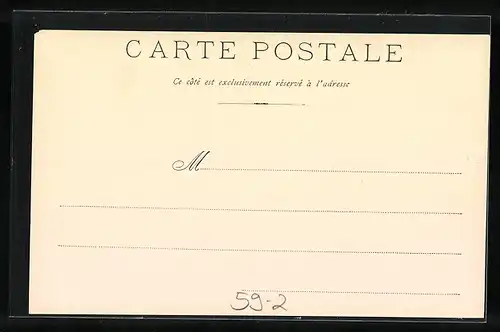 CARTE POSTALE
Ce côté est exclusivement réservé à l'adresse
M
59-2